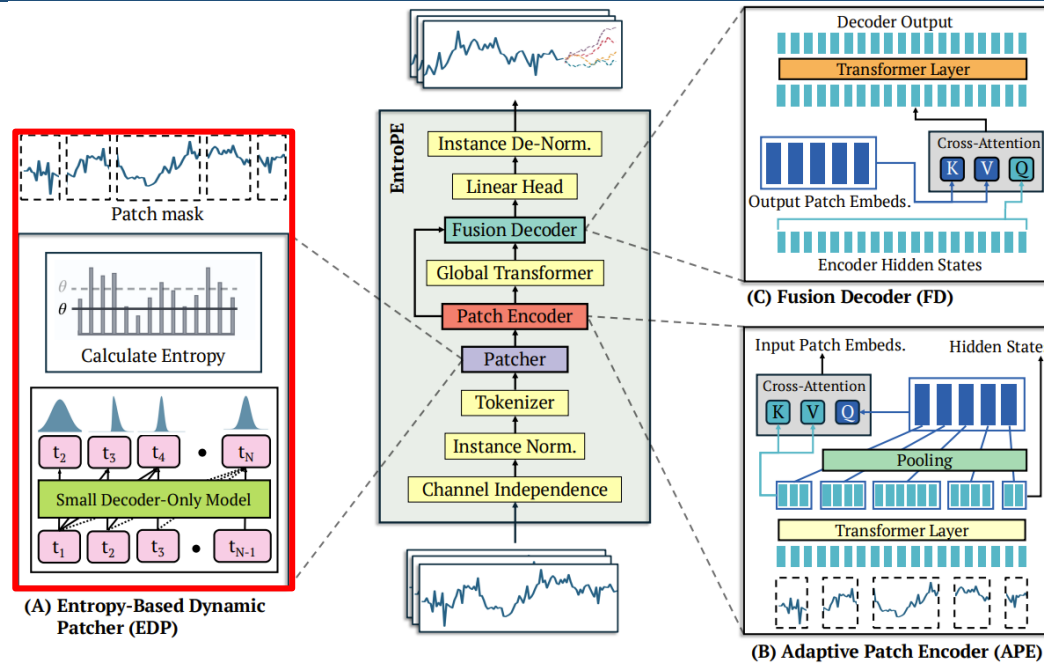 Patch mask
θ
θ
Calculate Entropy
t2
t3
t4
•
tN
Small Decoder-Only Model
t1
t2
t3
•
tN-1
(A) Entropy-Based Dynamic
Patcher (EDP)
EntroPE
Instance De-Norm.
Linear Head
Fusion Decoder
Global Transformer
Patch Encoder
Patcher
Tokenizer
Instance Norm.
Channel Independence
Decoder Output
Transformer Layer
Cross-Attention
K V Q
Output Patch Embeds.
Encoder Hidden States
(C) Fusion Decoder (FD)
Input Patch Embeds.
Hidden State
Cross-Attention
K V Q
Pooling
Transformer Layer
(B) Adaptive Patch Encoder (APE)